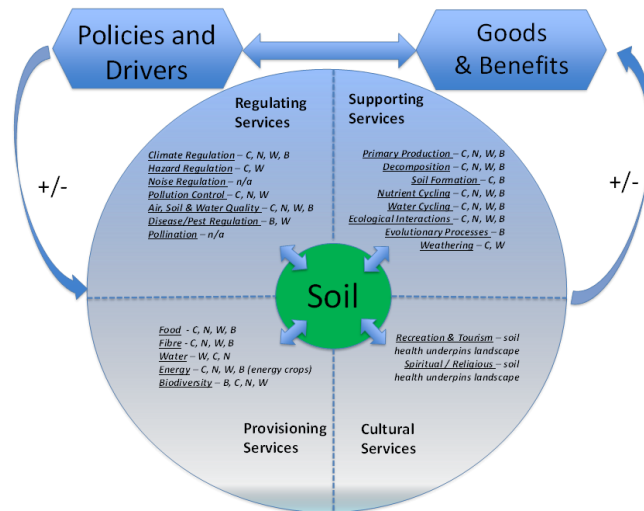 Policies and
Drivers
Goods
& Benefits
+/-
+/-
Regulating
Services
Climate Regulation – C, N, W, B
Hazard Regulation – C, W
Noise Regulation – n/a
Pollution Control – C, N, W
Air, Soil & Water Quality – C, N, W, B
Disease/Pest Regulation – B, W
Pollination – n/a
Supporting
Services
Primary Production – C, N, W, B
Decomposition – C, N, W, B
Soil Formation – C, B
Nutrient Cycling – C, N, W, B
Water Cycling – C, N, W, B
Ecological Interactions – C, N, W, B
Evolutionary Processes – B
Weathering – C, W
Soil
Food - C, N, W, B
Fibre - C, N, W, B
Water – W, C, N
Energy – C, N, W, B (energy crops)
Biodiversity – B, C, N, W
Provisioning
Services
Recreation & Tourism – soil
health underpins landscape
Spiritual / Religious – soil
health underpins landscape
Cultural
Services